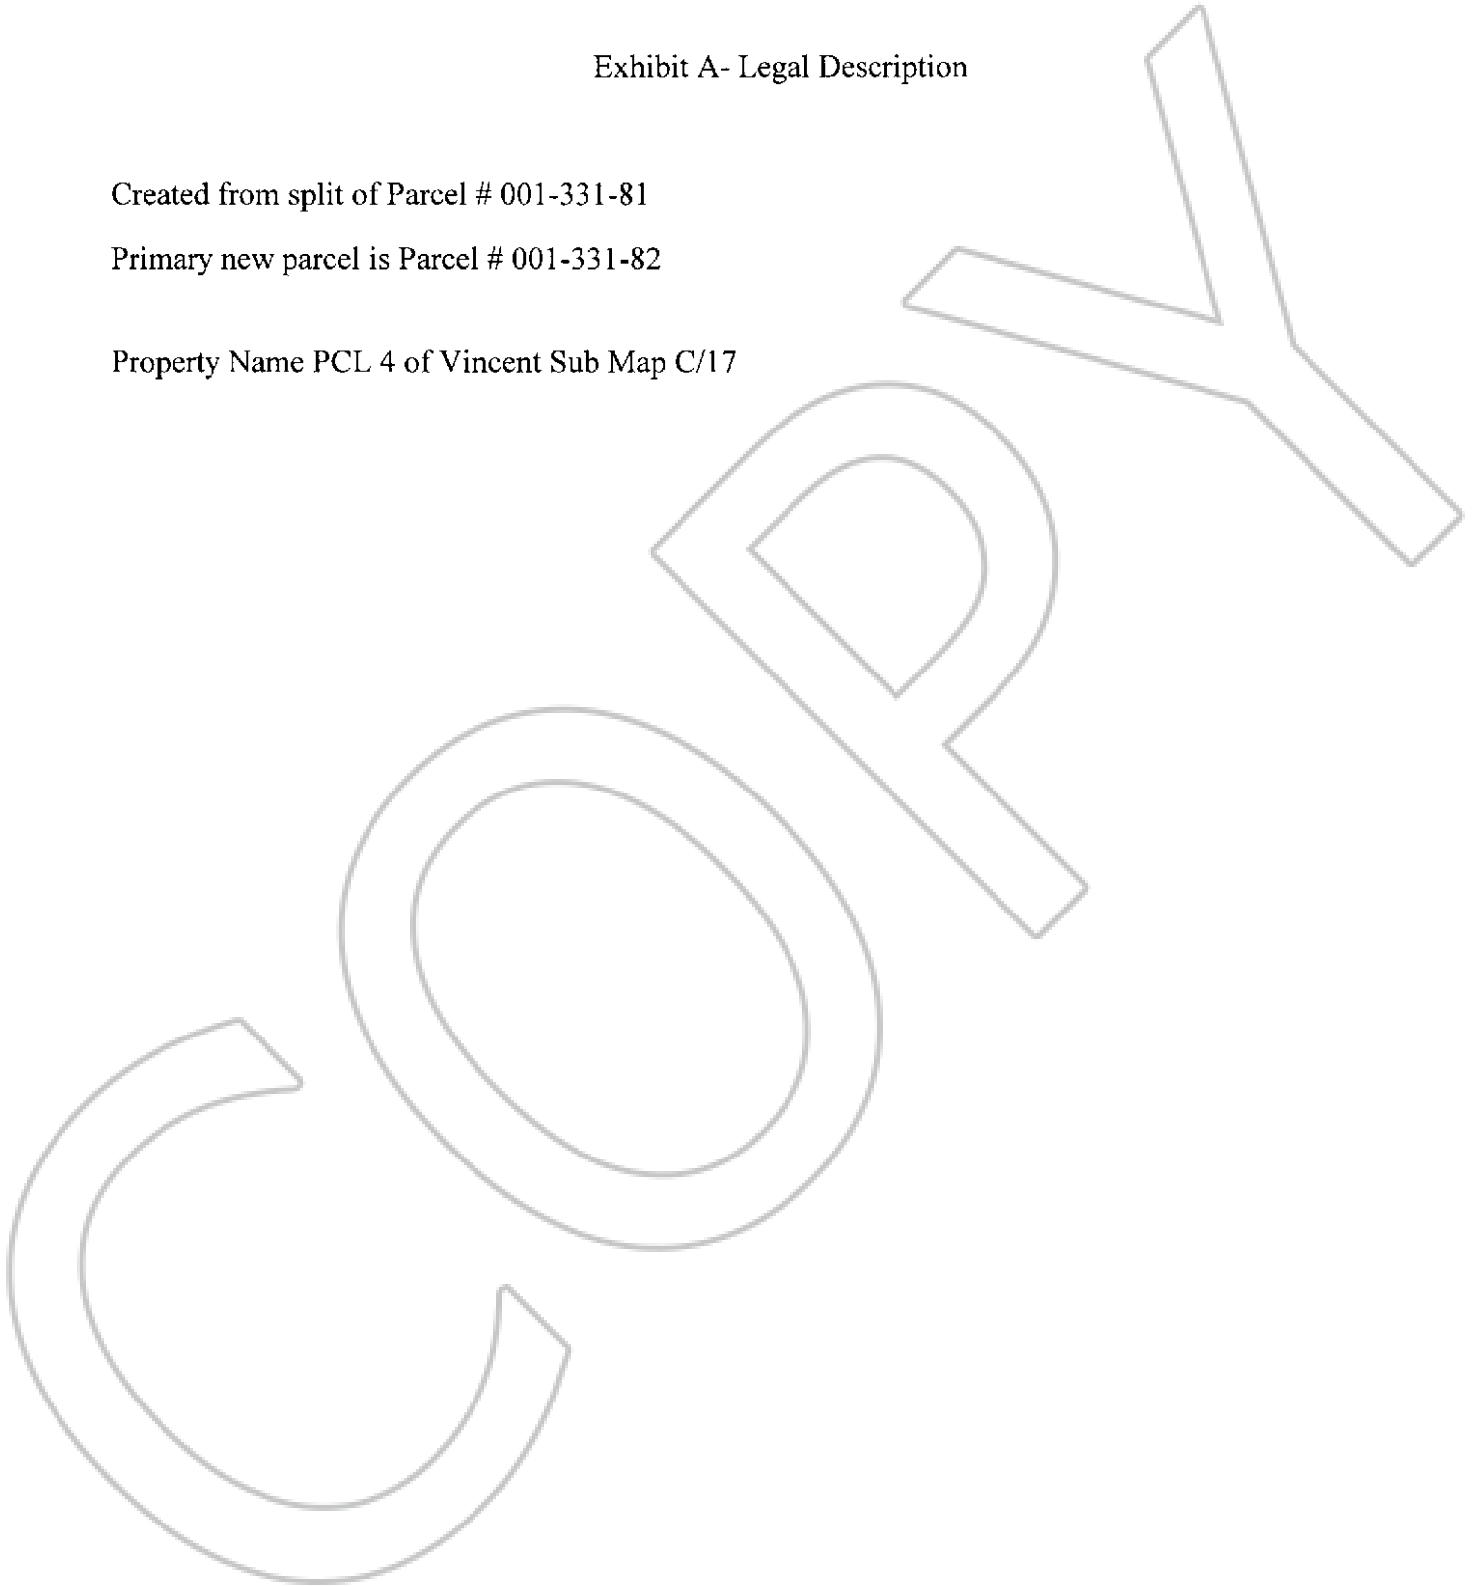 Exhibit A- Legal Description
Created from split of Parcel # 001-331-81
Primary new parcel is Parcel # 001-331-82
Property Name PCL 4 of Vincent Sub Map C/17
COPY